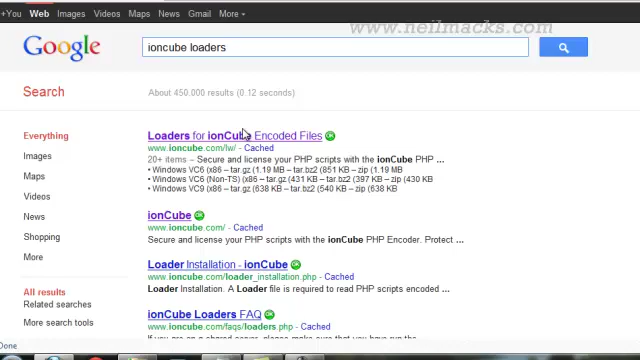 +You Web Images Videos Maps News Gmail More
www.neilmacks.com
Google
ioncube loaders
Search
About 450,000 results (0.12 seconds)
Everything
Images
Maps
Videos
News
Shopping
More
All results
Related searches
More search tools
Loaders for ionCube Encoded Files OK
www.ioncube.com/lw/ - Cached
20+ items – Secure and license your PHP scripts with the ionCube PHP ...
• Windows VC6 (x86 – tar.gz (1.19 MB – tar.bz2 (851 KB – zip (1.19 MB
• Windows VC6 (Non-TS) (x86 – tar.gz (431 KB – tar.bz2 (397 KB – zip (430 KB
• Windows VC9 (x86 – tar.gz (638 KB – tar.bz2 (540 KB – zip (638 KB
ionCube OK
www.ioncube.com/ - Cached
Secure and license your PHP scripts with the ionCube PHP Encoder. Protect ...
Loader Installation - ionCube OK
www.ioncube.com/loader_installation.php - Cached
Loader Installation. A Loader file is required to read PHP scripts encoded ...
ionCube Loaders FAQ OK
www.ioncube.com/faqs/loaders.php - Cached
If you are on a shared server, please make sure that you have run the
Done